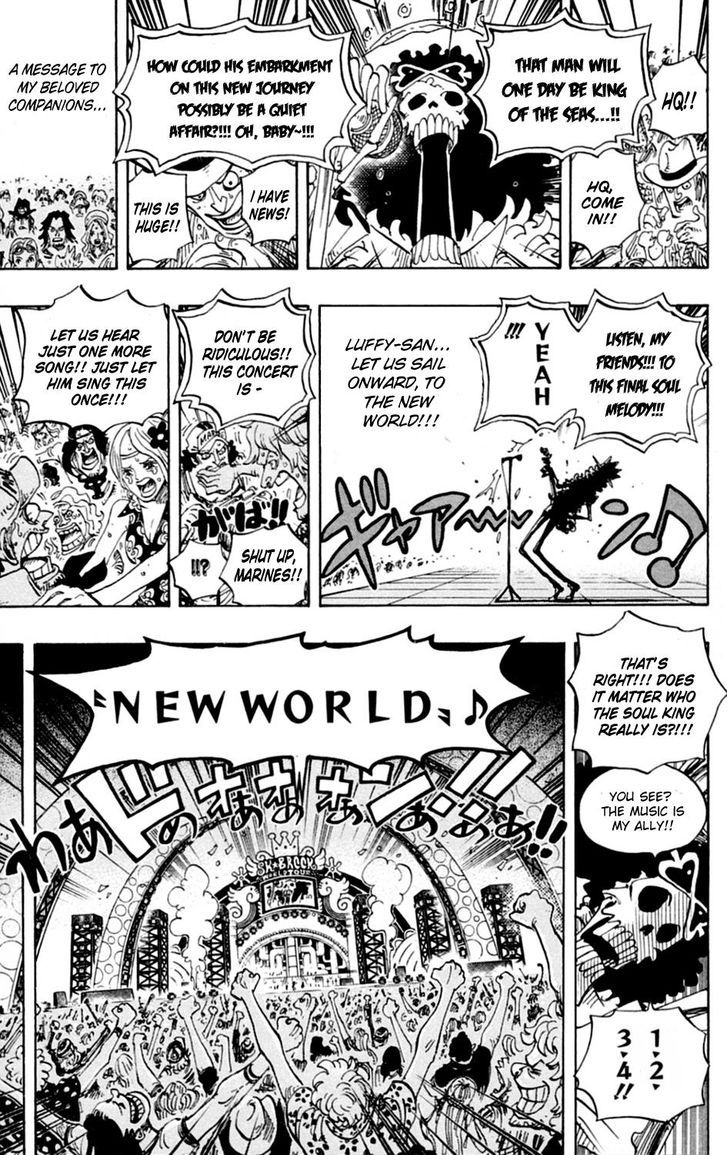 HQ!!
HQ,
COME
IN!!
THAT MAN WILL
ONE DAY BE KING
OF THE SEAS...!!
HOW COULD HIS EMBARKMENT
ON THIS NEW JOURNEY
POSSIBLY BE A QUIET
AFFAIR?!!! OH, BABY~!!!
I HAVE
NEWS!
THIS IS
HUGE!!
A MESSAGE TO
MY BELOVED
COMPANIONS...
LISTEN, MY
FRIENDS!!! TO
THIS FINAL SOUL
MELODY!!!
YEAH
!!!
LUFFY-SAN...
LET US SAIL
ONWARD, TO
THE NEW
WORLD!!!
ギャアー〜〜ン♪
DON'T BE
RIDICULOUS!!
THIS CONCERT
IS -
がばっ!!
SHUT UP,
MARINES!!
!!?
LET US HEAR
JUST ONE MORE
SONG!! JUST LET
HIM SING THIS
ONCE!!!
THAT'S
RIGHT!!! DOES
IT MATTER WHO
THE SOUL KING
REALLY IS?!!!
YOU SEE?
THE MUSIC IS
MY ALLY!!
1 2
3 4!!
〝NEW WORLD〟♪
ドーン!!
わあああああああ!!